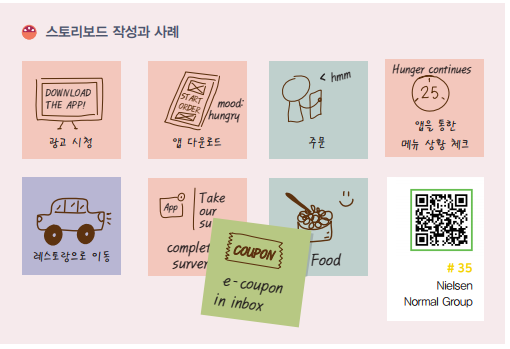 스토리보드 작성과 사례
DOWNLOAD
THE APP!
광고 시청
START
ORDER
mood:
hungry
앱 다운로드
< hmm
주문
Hunger continues
25
앱을 통한
메뉴 상황 체크
레스토랑으로 이동
App
Take
our
su
complet
surve
COUPON
e-coupon
in inbox
Food
# 35
Nielsen
Normal Group